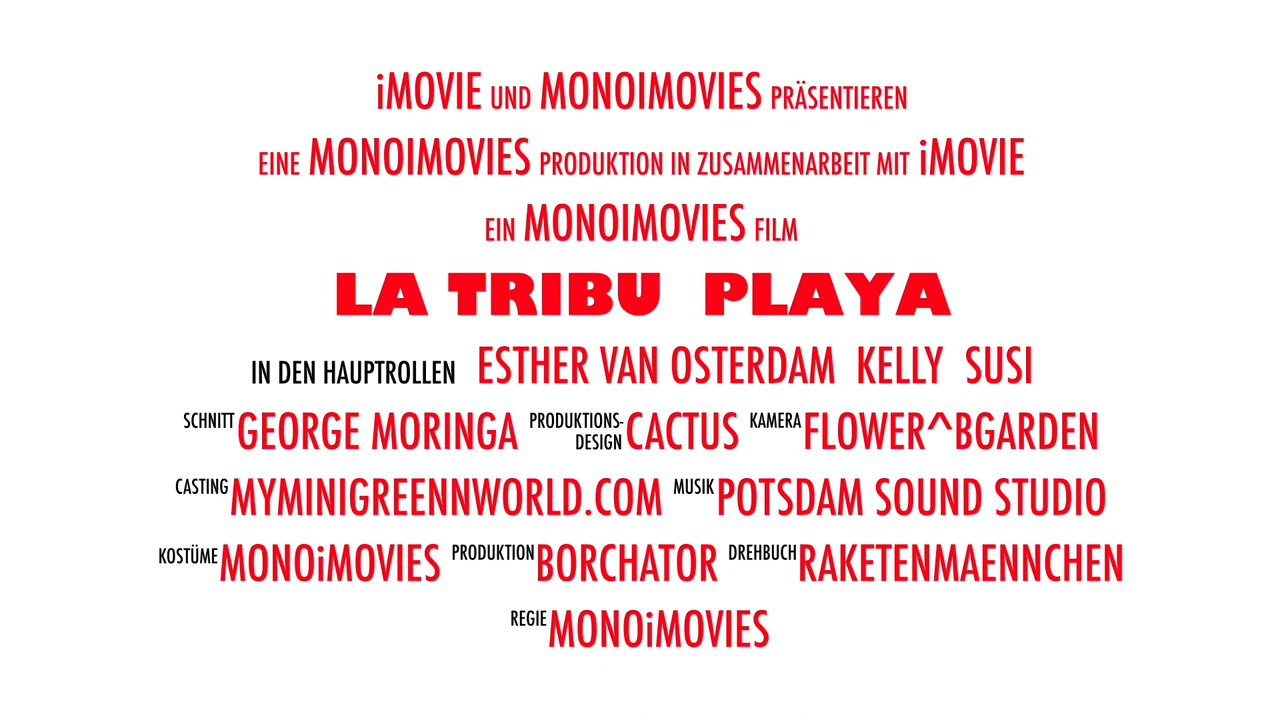 iMOVIE UND MONOIMOVIES PRÄSENTIEREN
EINE MONOIMOVIES PRODUKTION IN ZUSAMMENARBEIT MIT iMOVIE
EIN MONOIMOVIES FILM
LA TRIBU PLAYA
IN DEN HAUPTROLLEN ESTHER VAN OSTERDAM KELLY SUSI
SCHNITT GEORGE MORINGA PRODUKTIONS-DESIGN CACTUS KAMERA FLOWER^BGARDEN
CASTING MYMINIGREENNWORLD.COM MUSIK POTSDAM SOUND STUDIO
KOSTÜME MONOiMOVIES PRODUKTION BORCHATOR DREHBUCH RAKETENMAENNCHEN
REGIE MONOiMOVIES